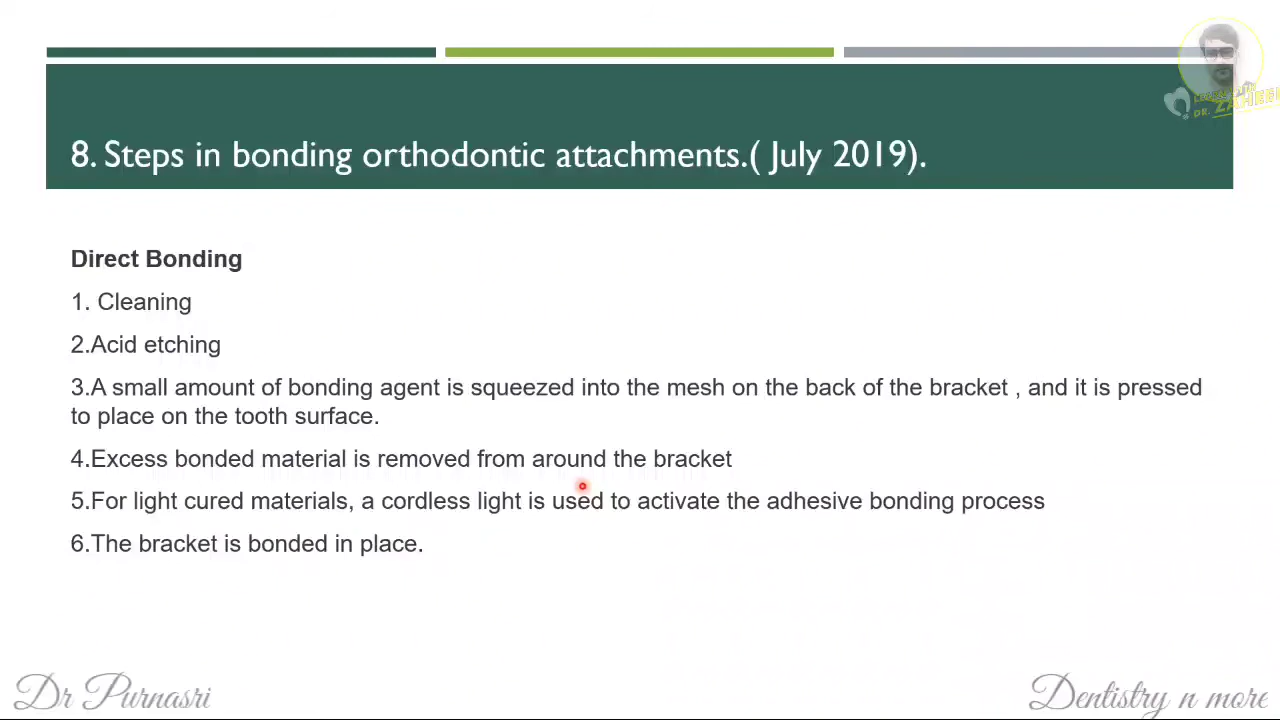 8. Steps in bonding orthodontic attachments.( July 2019).
Direct Bonding
1. Cleaning
2.Acid etching
3.A small amount of bonding agent is squeezed into the mesh on the back of the bracket , and it is pressed
to place on the tooth surface.
4.Excess bonded material is removed from around the bracket
5.For light cured materials, a cordless light is used to activate the adhesive bonding process
6.The bracket is bonded in place.
DR. ZAHEER
Dr Purnasri
Dentistry n more